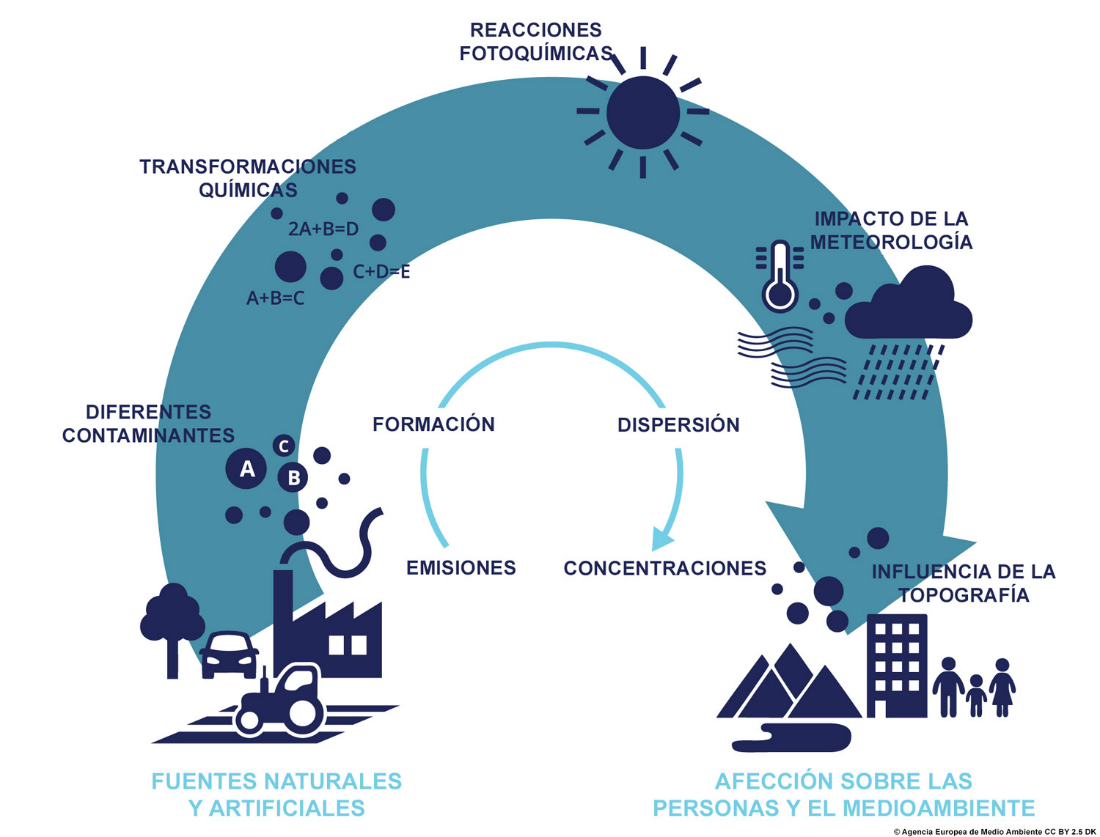 REACCIONES
FOTOQUÍMICAS
TRANSFORMACIONES
QUÍMICAS
2A+B=D
C+D=E
A+B=C
IMPACTO DE LA
METEOROLOGÍA
DIFERENTES
CONTAMINANTES
A
C
B
FORMACIÓN
DISPERSIÓN
EMISIONES
CONCENTRACIONES
INFLUENCIA DE LA
TOPOGRAFÍA
FUENTES NATURALES
Y ARTIFICIALES
AFECCIÓN SOBRE LAS
PERSONAS Y EL MEDIOAMBIENTE
© Agencia Europea de Medio Ambiente CC BY 2.5 DK